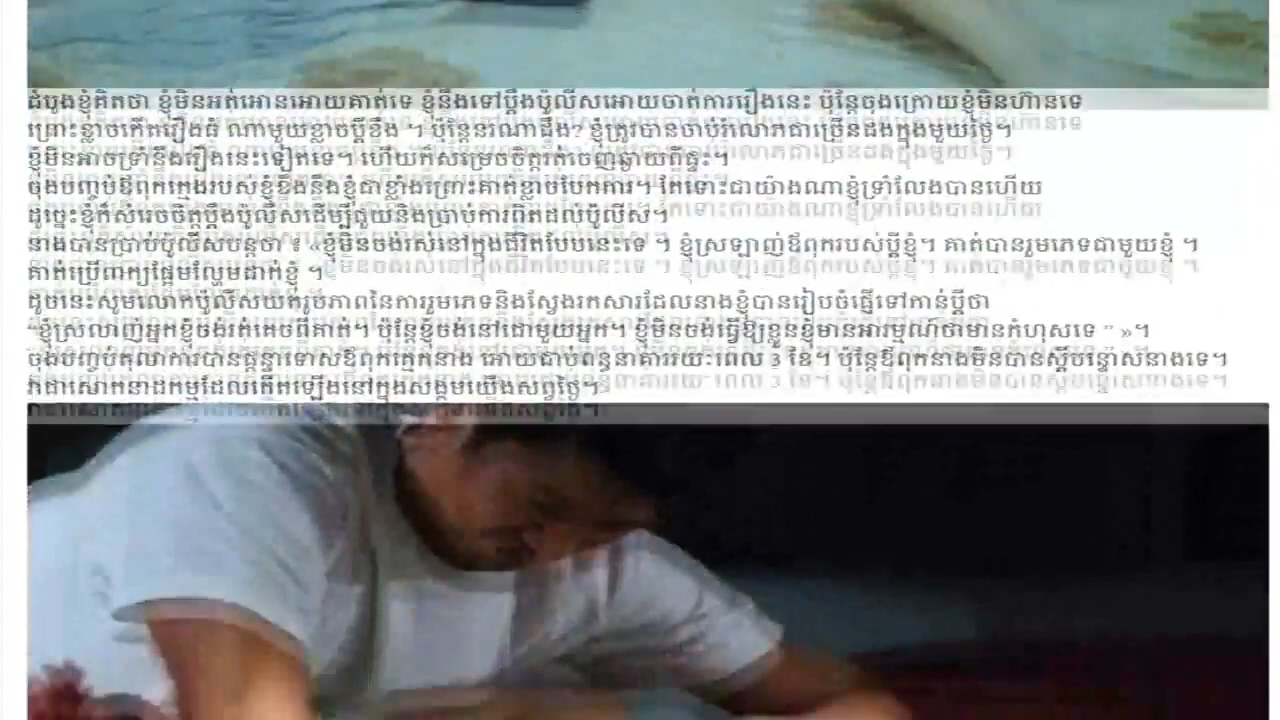 ដំបូងខ្ញុំគិតថា ខ្ញុំមិនអត់អោនអោយគាត់ទេ ខ្ញុំនឹងទៅប្ដឹងប៉ូលីសអោយចាត់ការរឿងនេះ ប៉ុន្តែចុងក្រោយខ្ញុំមិនហ៊ានទេ
ព្រោះខ្លាចកើតរឿងធំ ណាមួយខ្លាចប្ដីខឹង ។ ប៉ុន្តែនរណាដឹង? ខ្ញុំត្រូវបានចាប់រំលោភជាច្រើនដងក្នុងមួយថ្ងៃ។
ខ្ញុំមិនអាចទ្រាំនឹងរឿងនេះទៀតទេ។ ហើយក៏សម្រេចចិត្តរត់ចេញឆ្ងាយពីផ្ទះ។
ចុងបញ្ចប់ឪពុកក្មេងរបស់ខ្ញុំខឹងនឹងខ្ញុំជាខ្លាំងព្រោះគាត់ខ្លាចបែកការ។ តែទោះជាយ៉ាងណាខ្ញុំទ្រាំលែងបានហើយ
ដូច្នេះខ្ញុំក៏សំរេចចិត្តប្ដឹងប៉ូលីសដើម្បីជួយនិងប្រាប់ការពិតដល់ប៉ូលីស។
នាងបានប្រាប់ប៉ូលីសបន្តថា «ខ្ញុំមិនចង់រស់នៅក្នុងជីវិតបែបនេះទេ ។ ខ្ញុំស្រឡាញ់ឪពុករបស់ប្ដីខ្ញុំ។ គាត់បានរួមភេទជាមួយខ្ញុំ ។
គាត់ប្រើពាក្យផ្អែមល្ហែមដាក់ខ្ញុំ ។
ដូចនេះសូមលោកប៉ូលីសយករូបភាពនៃការរួមភេទនិងស្វែងរកសារដែលនាងខ្ញុំបានរៀបចំផ្ញើទៅកាន់ប្ដីថា
“ខ្ញុំស្រលាញ់អ្នកខ្ញុំចង់រត់គេចពីគាត់។ ប៉ុន្តែខ្ញុំចង់នៅជាមួយអ្នក។ ខ្ញុំមិនចង់ធ្វើឱ្យខ្លួនខ្ញុំមានអារម្មណ៍ថាមានកំហុសទេ ” »។
ចុងបញ្ចប់តុលាការបានផ្ដន្ទាទោសឪពុកក្មេកនាង អោយជាប់ពន្ធនាគាររយៈពេល 3 ខែ។ ប៉ុន្តែឪពុកនាងមិនបានស្ដីបន្ទោសនាងទេ។
វាជាសោកនាដកម្មដែលកើតឡើងនៅក្នុងសង្គមយើងសព្វថ្ងៃ។